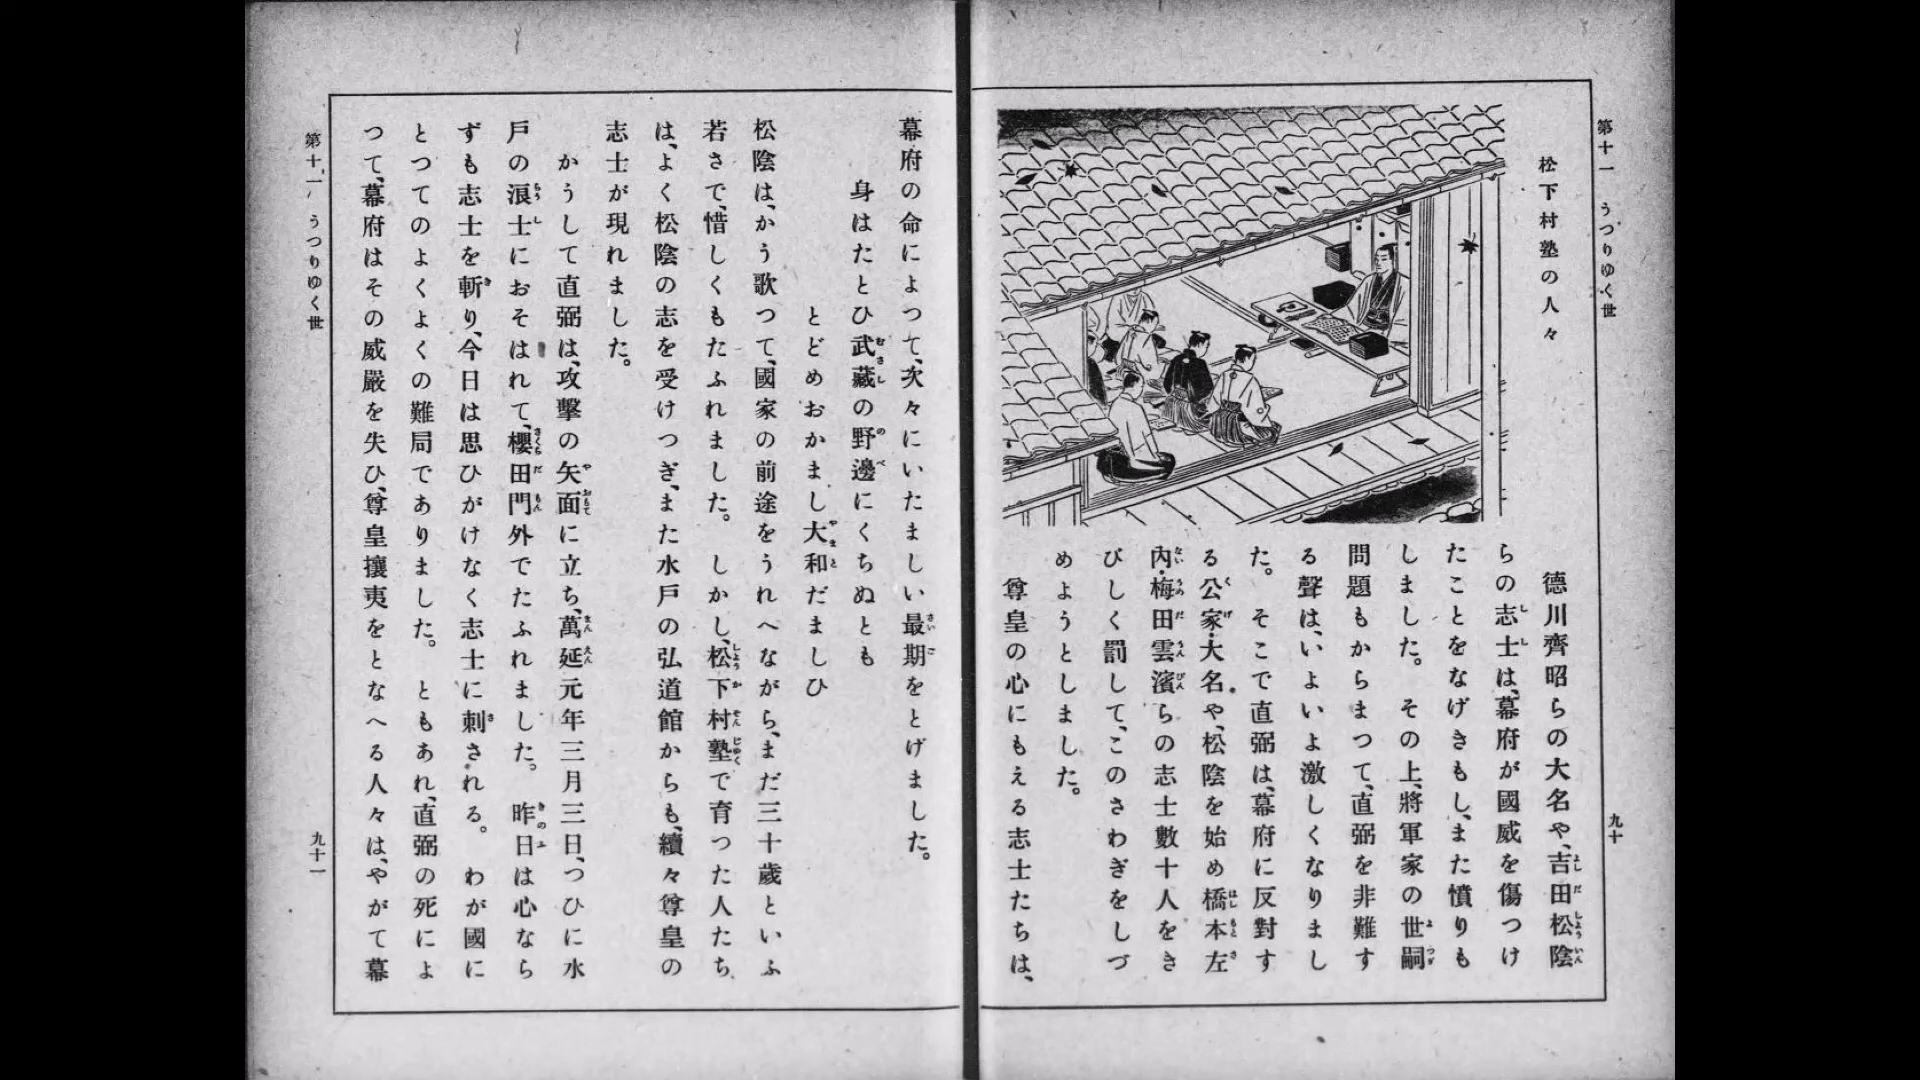 第十一 うつりゆく世
九十
松下村塾の人々
德川齊昭らの大名や、吉田松陰
らの志士は、幕府が國威を傷つけ
たことをなげきもし、また憤りも
しました。その上、將軍家の世嗣
問題もからまつて、直弼を非難す
る聲は、いよいよ激しくなりまし
た。そこで直弼は、幕府に反對す
る公家・大名や、松陰を始め橋本左
內・梅田雲濱らの志士數十人をき
びしく罰して、このさわぎをしづ
めようとしました。
尊皇の心にもえる志士たちは、
幕府の命によつて、次々にいたましい最期をとげました。
身はたとひ武藏の野邊にくちぬとも
とどめおかまし大和だましひ
松陰は、かう歌つて、國家の前途をうれへながら、まだ三十歲といふ
若さで、惜しくもたふれました。しかし、松下村塾で育つた人たち
は、よく松陰の志を受けつぎ、また水戶の弘道館からも、續々尊皇の
志士が現れました。
かうして直弼は、攻擊の矢面に立ち、萬延元年三月三日、つひに水
戶の浪士におそはれて、櫻田門外でたふれました。昨日は心なら
ずも志士を斬り、今日は思ひがけなく志士に刺される。わが國に
とつてのよくよくの難局でありました。ともあれ、直弼の死によ
つて、幕府はその威嚴を失ひ、尊皇攘夷をとなへる人々は、やがて幕
第十一 うつりゆく世
九十一